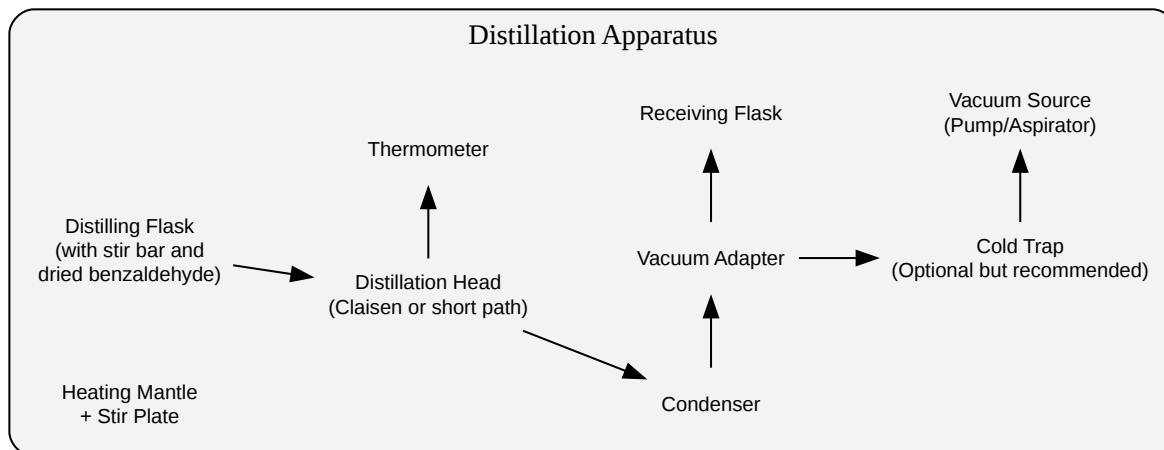 Distillation Apparatus
Distilling Flask
(with stir bar and
dried benzaldehyde)
Heating Mantle
+ Stir Plate
Thermometer
Distillation Head
(Claisen or short path)
Receiving Flask
Vacuum Adapter
Condenser
Vacuum Source
(Pump/Aspirator)
Cold Trap
(Optional but recommended)